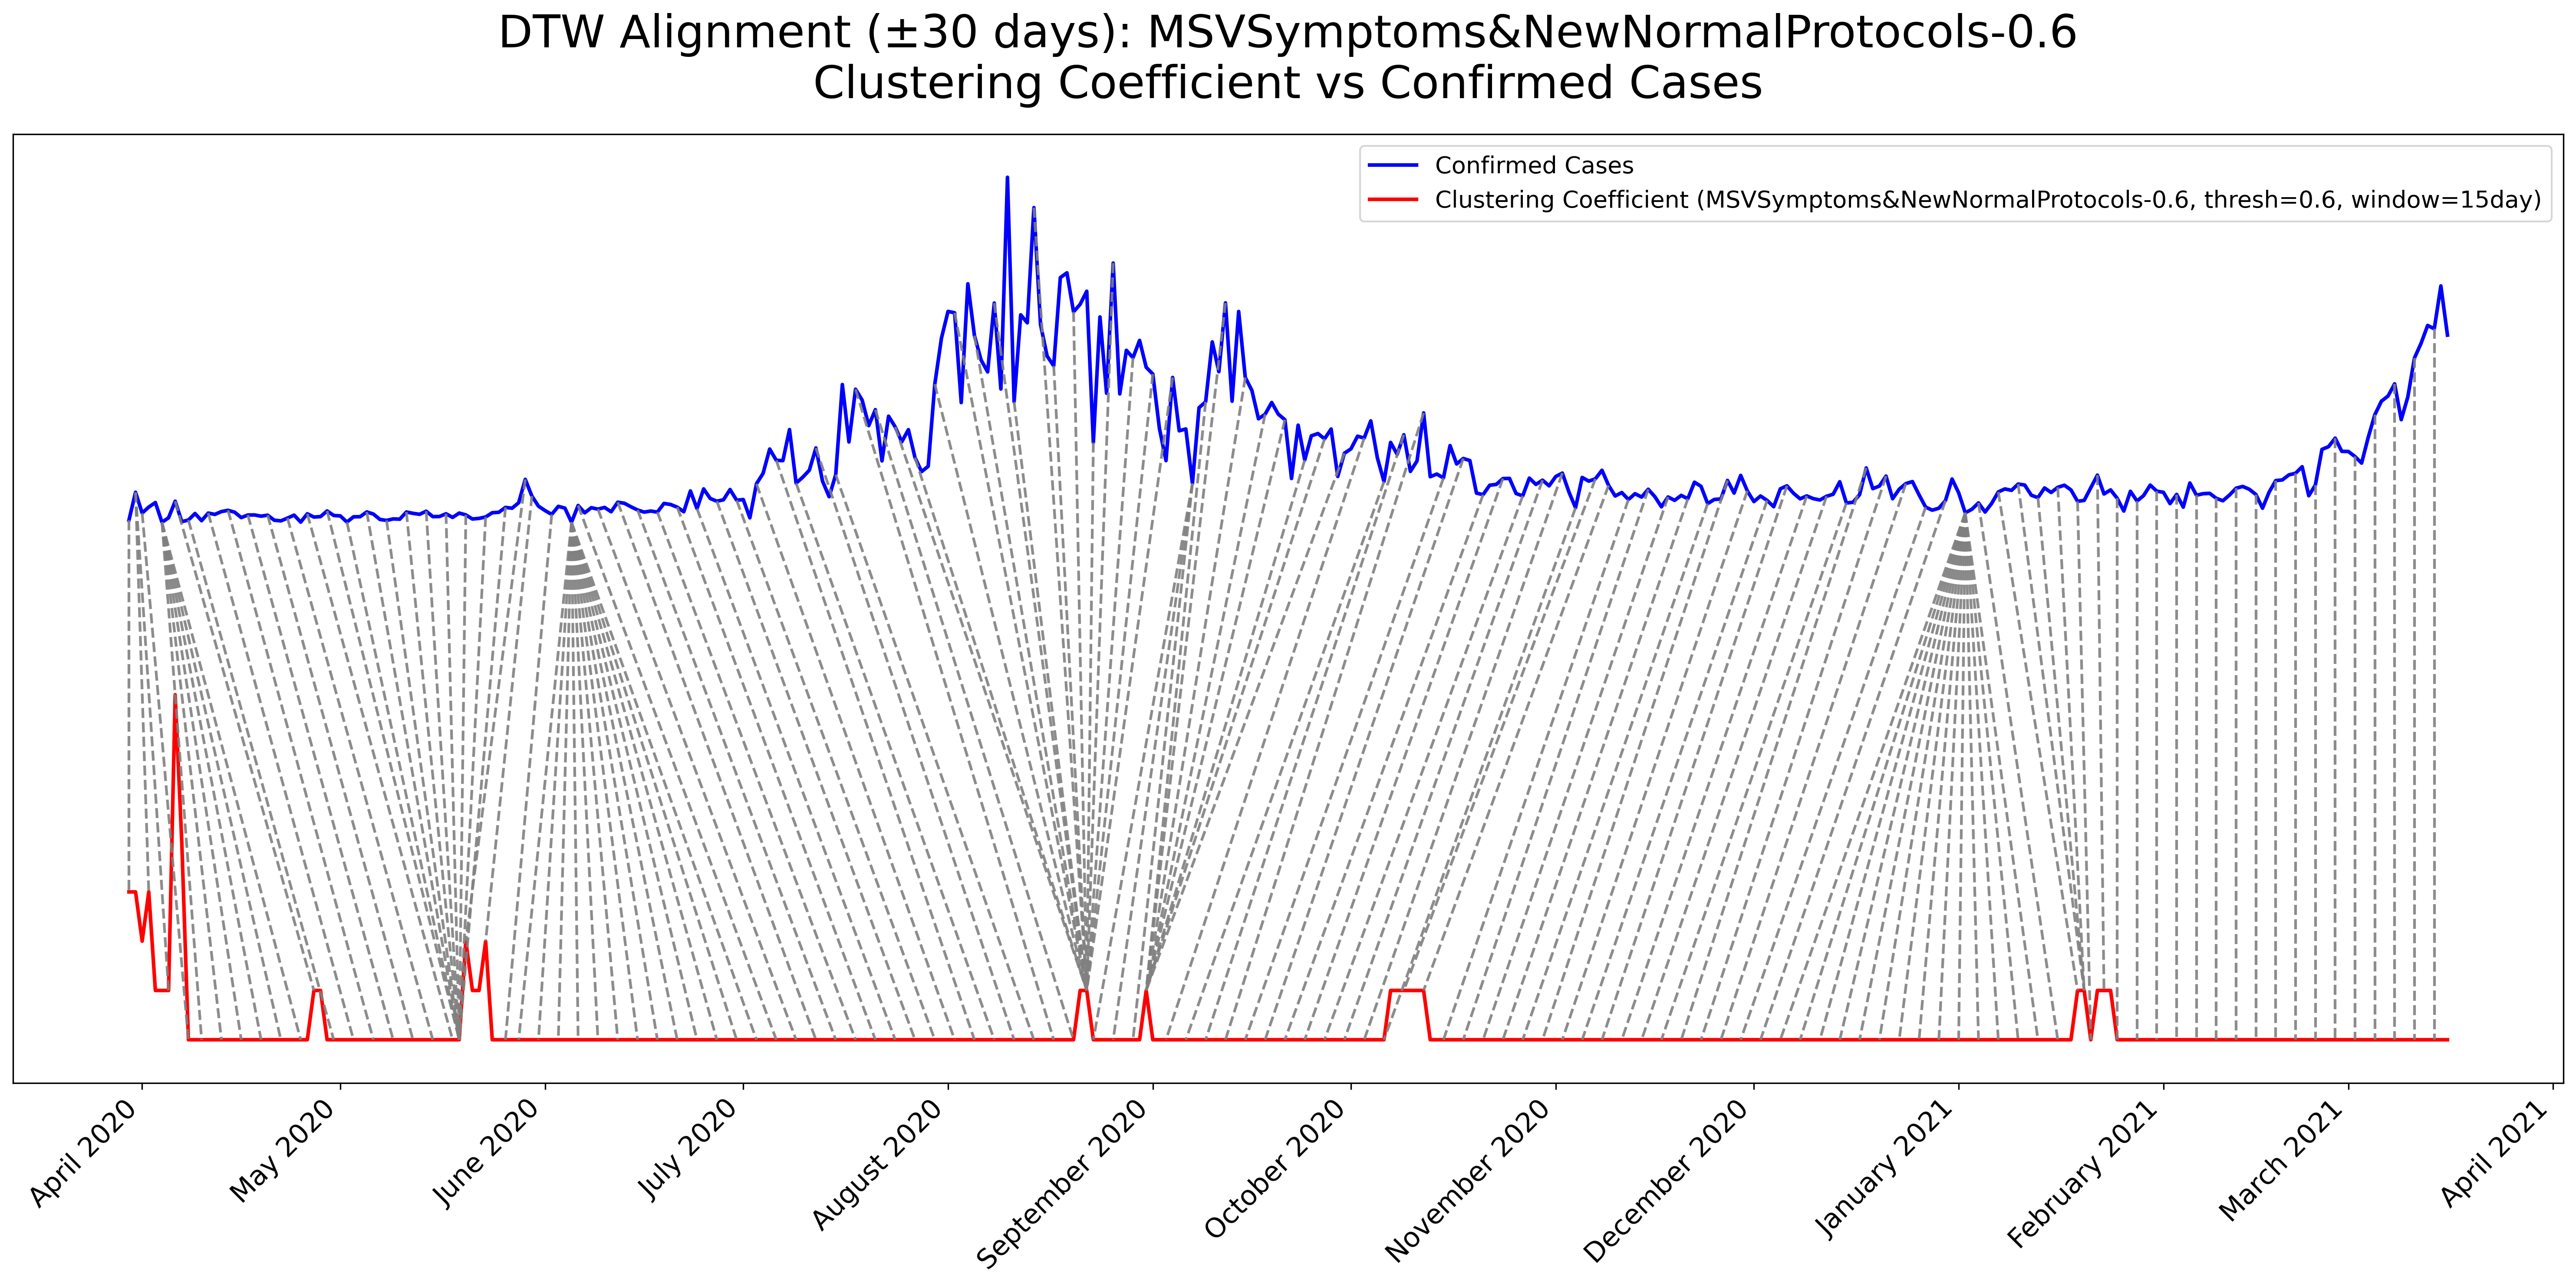 DTW Alignment (±30 days): MSVSymptoms&NewNormalProtocols-0.6
Clustering Coefficient vs Confirmed Cases
Confirmed Cases
Clustering Coefficient (MSVSymptoms&NewNormalProtocols-0.6, thresh=0.6, window=15day)
April 2020
May 2020
June 2020
July 2020
August 2020
September 2020
October 2020
November 2020
December 2020
January 2021
February 2021
March 2021
April 2021